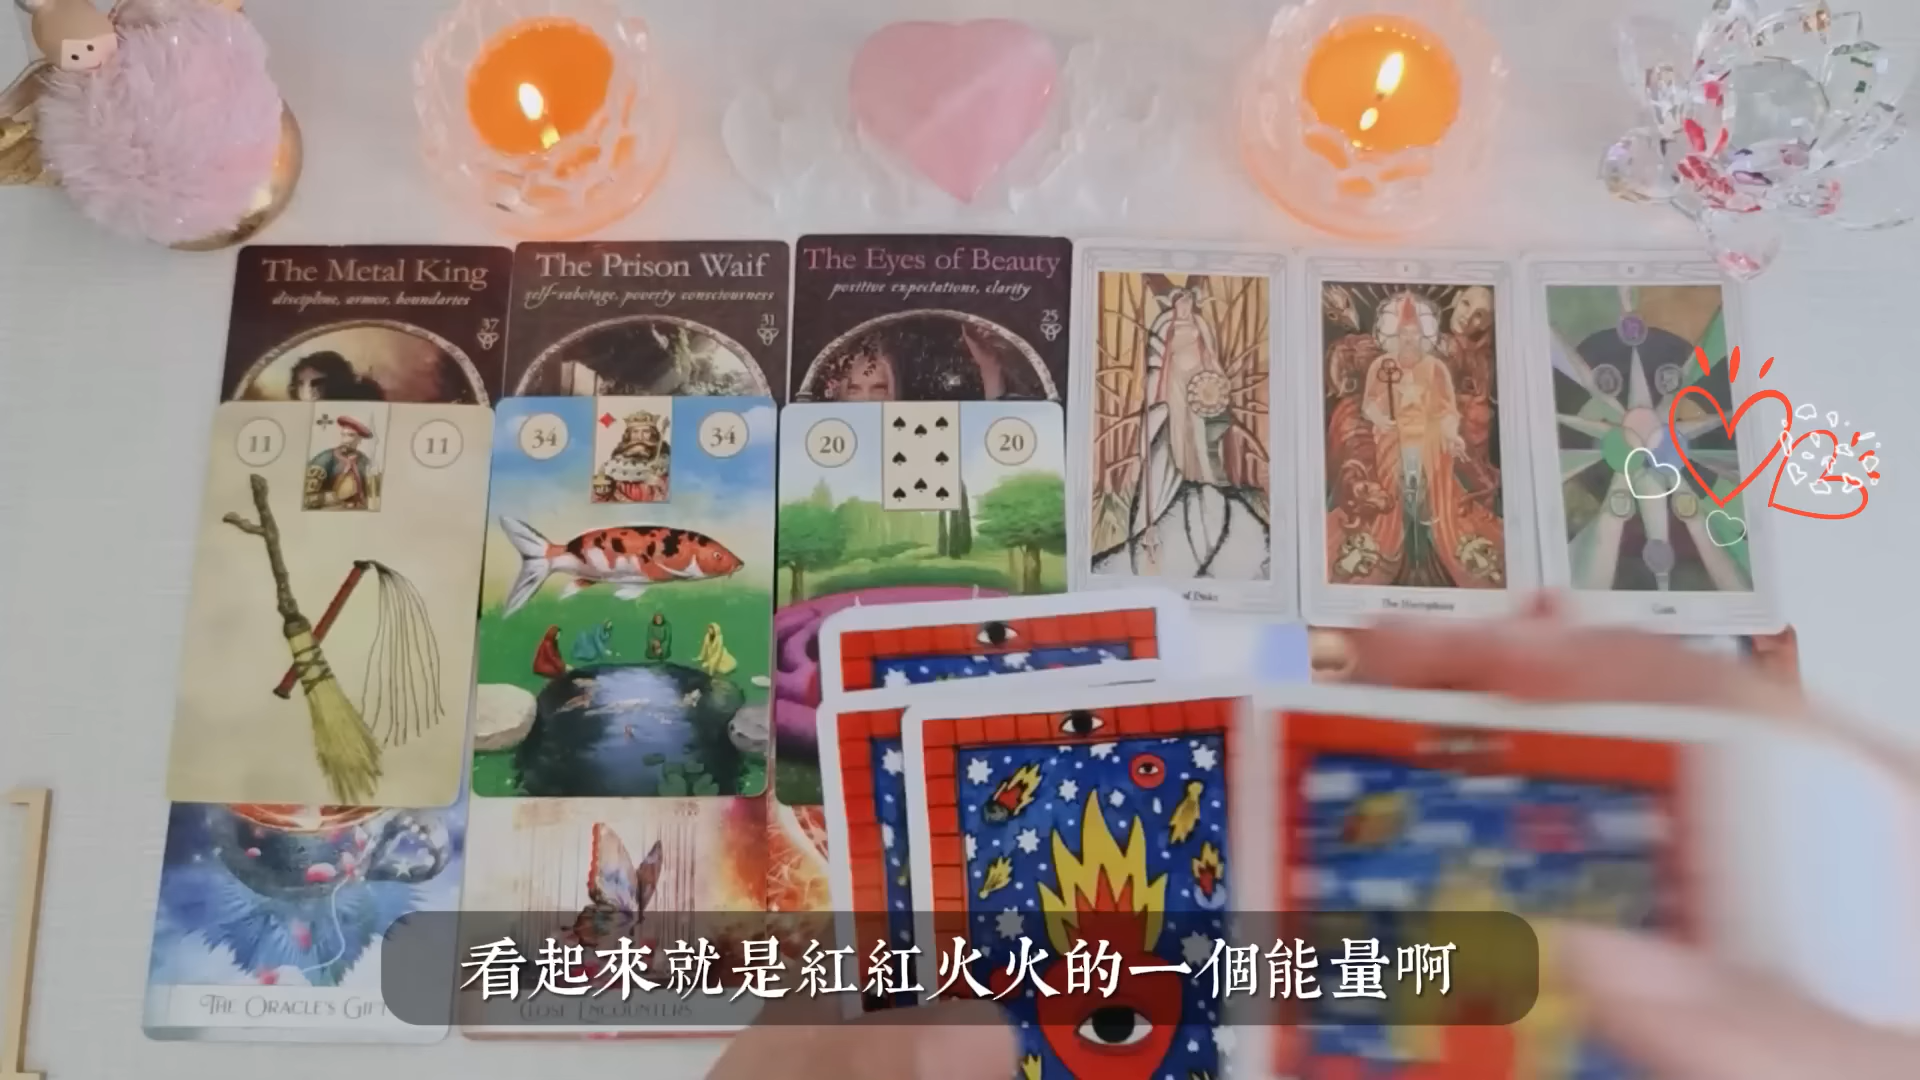 The Metal King
discipline, armor, boundaries
37
The Prison Waif
self-sabotage, poverty consciousness
31
The Eyes of Beauty
positive expectations, clarity
25
11
11
34
34
20
20
of Disks
The Hierophant
THE ORACLE'S GIFT
CLOSE ENCOUNTERS
看起來就是紅紅火火的一個能量啊